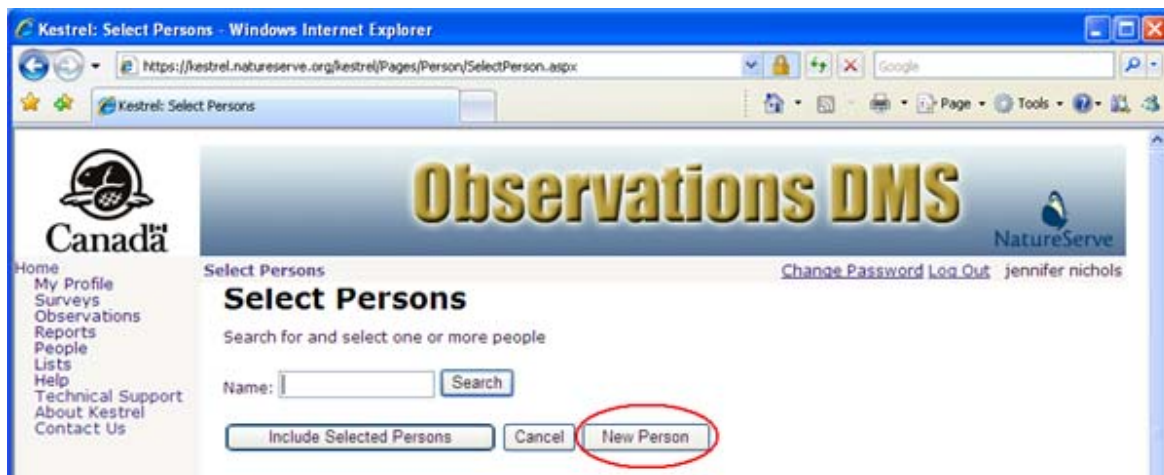 Kestrel: Select Persons - Windows Internet Explorer
https://kestrel.natureserve.org/kestrel/Pages/Person/SelectPerson.aspx
Google
Kestrel: Select Persons
Page
Tools
Canada
Observations DMS
NatureServe
Home
My Profile
Surveys
Observations
Reports
People
Lists
Help
Technical Support
About Kestrel
Contact Us
Select Persons
Change Password Log Out jennifer nichols
Select Persons
Search for and select one or more people
Name: Search
Include Selected Persons Cancel New Person